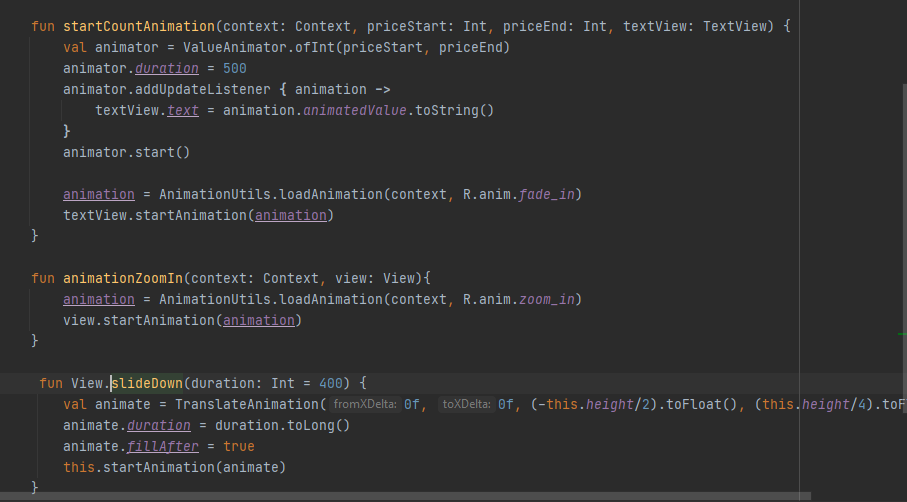 fun startCountAnimation(context: Context, priceStart: Int, priceEnd: Int, textView: TextView) {
val animator = ValueAnimator.ofInt(priceStart, priceEnd)
animator.duration = 500
animator.addUpdateListener { animation ->
textView.text = animation.animatedValue.toString()
}
animator.start()
animation = AnimationUtils.loadAnimation(context, R.anim.fade_in)
textView.startAnimation(animation)
}
fun animationZoomIn(context: Context, view: View){
animation = AnimationUtils.loadAnimation(context, R.anim.zoom_in)
view.startAnimation(animation)
}
fun View.slideDown(duration: Int = 400) {
val animate = TranslateAnimation( fromXDelta: 0f, toXDelta: 0f, (-this.height/2).toFloat(), (this.height/4).toF
animate.duration = duration.toLong()
animate.fillAfter = true
this.startAnimation(animate)
}